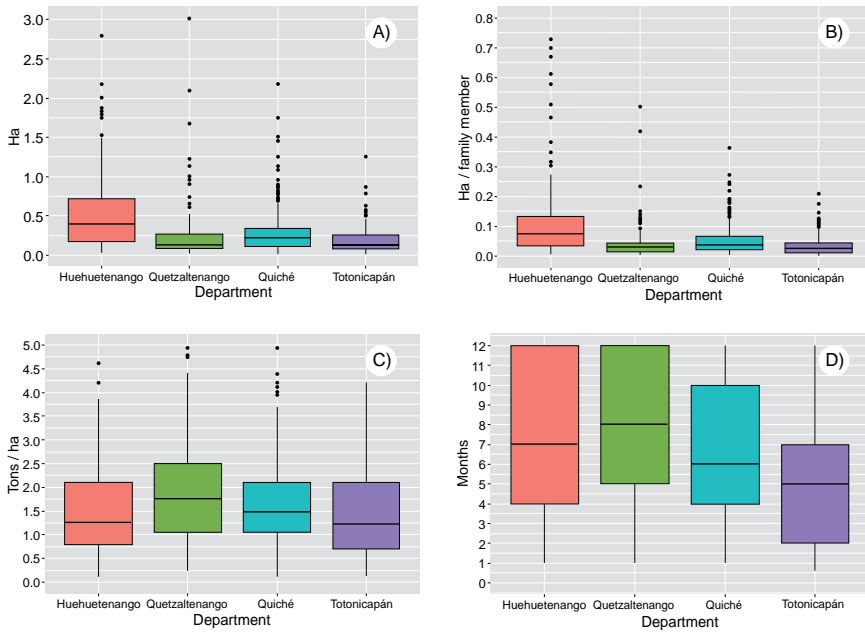 A)
Ha
3.0
2.5
2.0
1.5
1.0
0.5
0.0
Huehuetenango Quetzaltenango Quiché Totonicapán
Department
B)
Ha / family member
0.8
0.7
0.6
0.5
0.4
0.3
0.2
0.1
0.0
Huehuetenango Quetzaltenango Quiché Totonicapán
Department
C)
Tons / ha
5.0
4.5
4.0
3.5
3.0
2.5
2.0
1.5
1.0
0.5
0.0
Huehuetenango Quetzaltenango Quiché Totonicapán
Department
D)
Months
12
11
10
9
8
7
6
5
4
3
2
1
0
Huehuetenango Quetzaltenango Quiché Totonicapán
Department